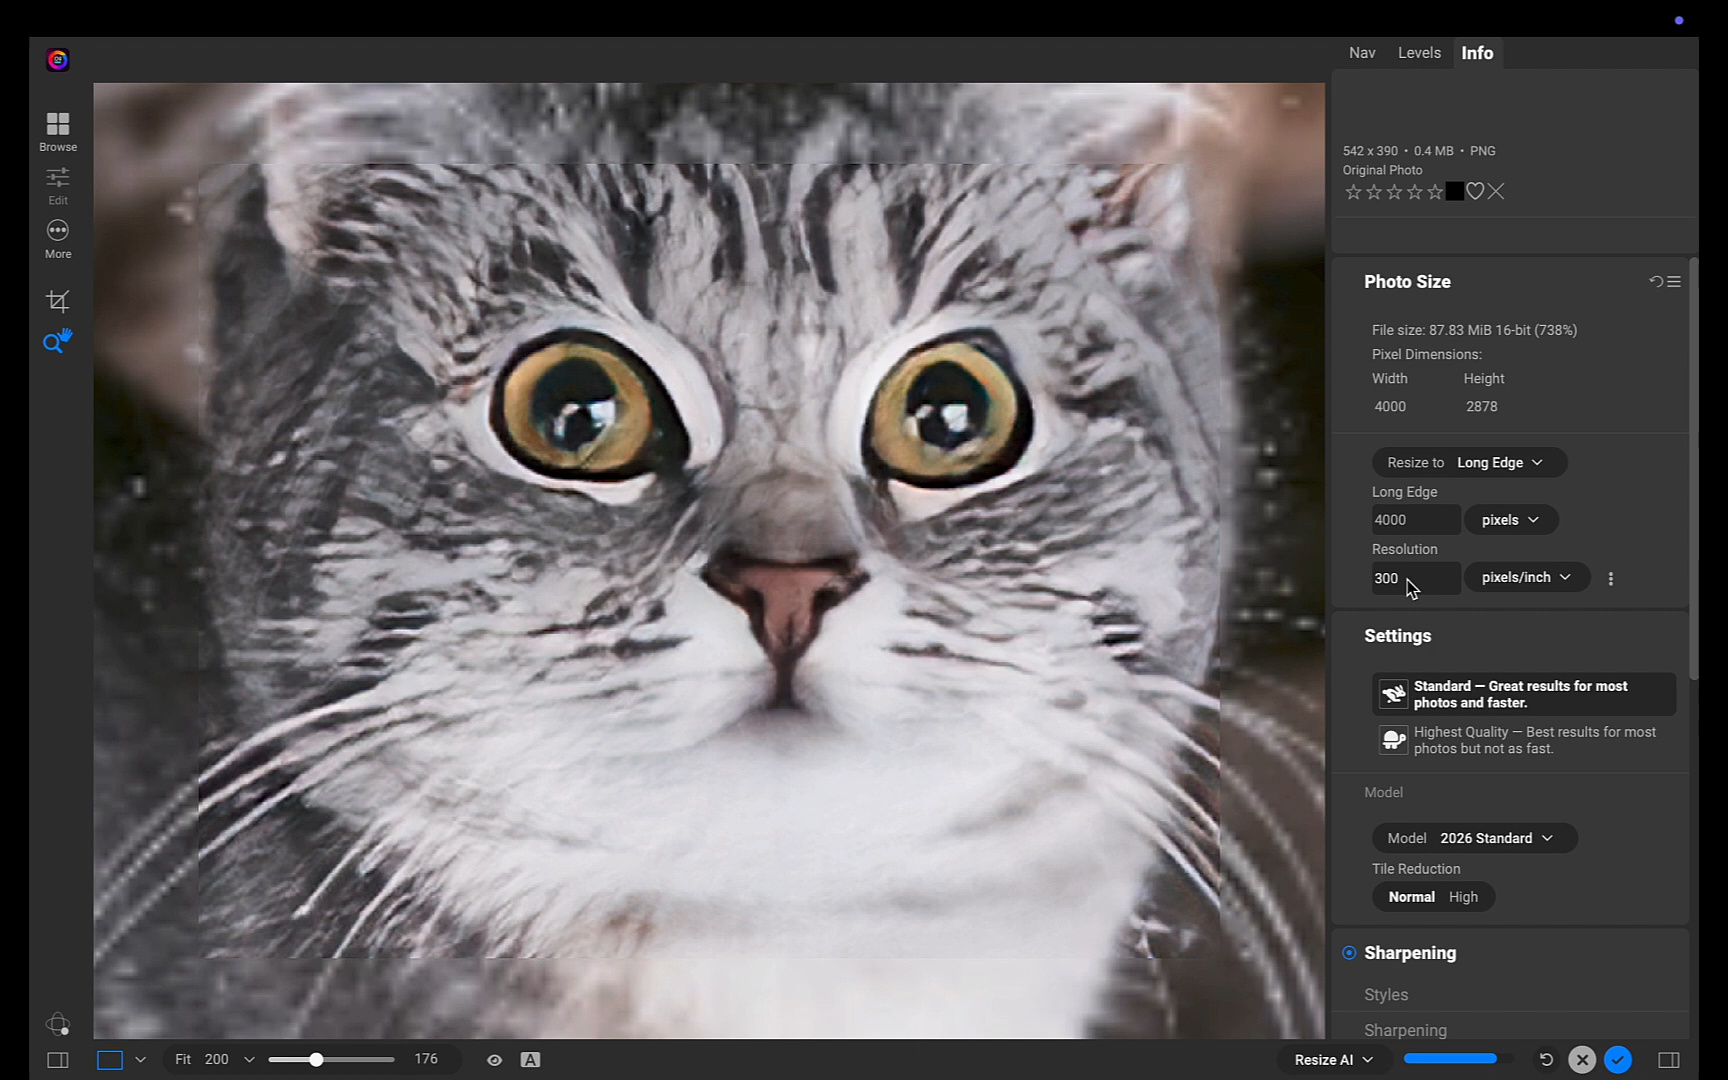 Nav Levels Info
Browse
Edit
More
542 x 390 • 0.4 MB • PNG
Original Photo
Photo Size
File size: 87.83 MiB 16-bit (738%)
Pixel Dimensions:
Width Height
4000 2878
Resize to Long Edge
Long Edge
4000 pixels
Resolution
300 pixels/inch
Settings
Standard — Great results for most
photos and faster.
Highest Quality — Best results for most
photos but not as fast.
Model
Model 2026 Standard
Tile Reduction
Normal High
Sharpening
Styles
Sharpening
Fit 200 176 A Resize AI